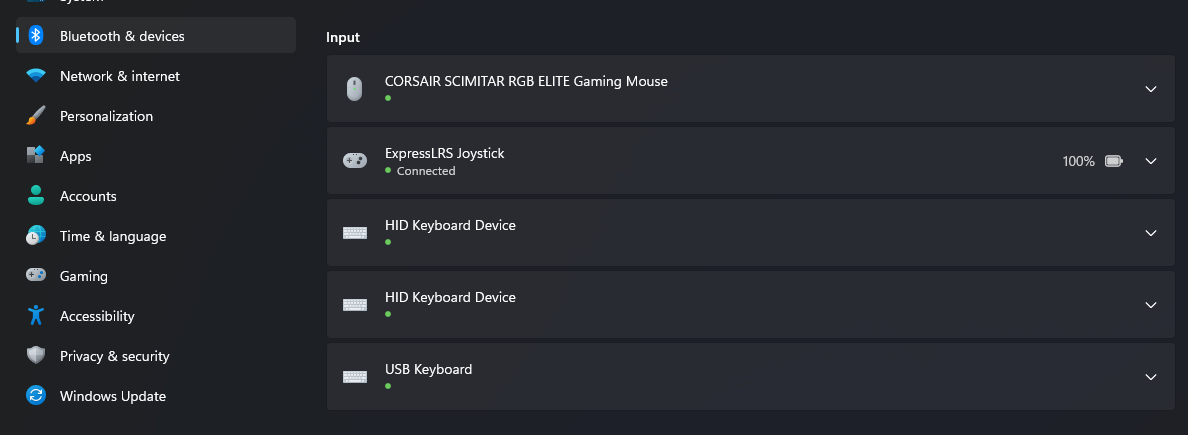 System
Bluetooth & devices
Network & internet
Personalization
Apps
Accounts
Time & language
Gaming
Accessibility
Privacy & security
Windows Update
Input
CORSAIR SCIMITAR RGB ELITE Gaming Mouse
ExpressLRS Joystick
Connected
100%
HID Keyboard Device
HID Keyboard Device
USB Keyboard